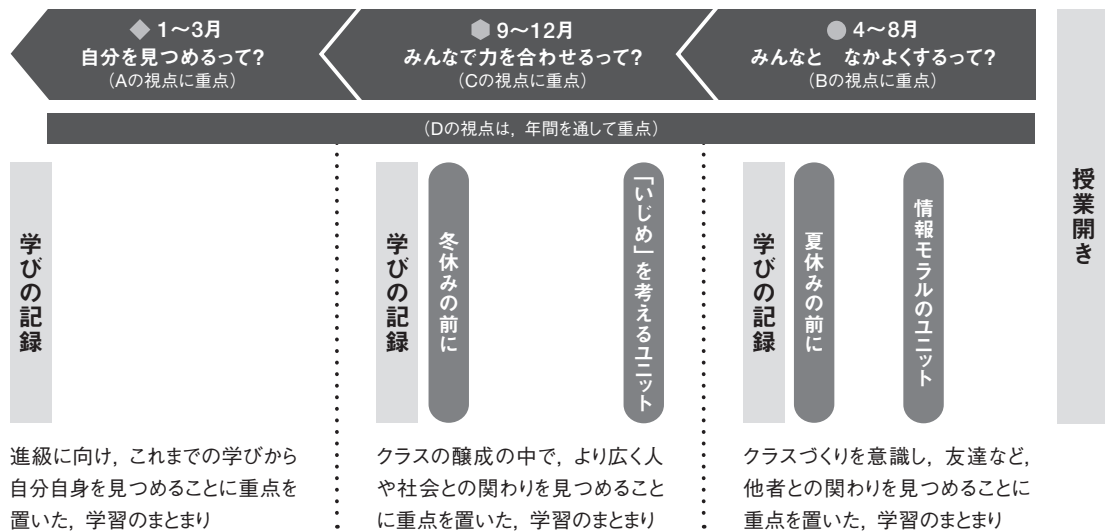 授業開き
● 4〜8月
みんなと　なかよくするって？
（Bの視点に重点）
⬢ 9〜12月
みんなで力を合わせるって？
（Cの視点に重点）
◆ 1〜3月
自分を見つめるって？
（Aの視点に重点）
（Dの視点は，年間を通して重点）
情報モラルのユニット
夏休みの前に
学びの記録
クラスづくりを意識し，友達など，
他者との関わりを見つめることに
重点を置いた，学習のまとまり
「いじめ」を考えるユニット
冬休みの前に
学びの記録
クラスの醸成の中で，より広く人
や社会との関わりを見つめること
に重点を置いた，学習のまとまり
学びの記録
進級に向け，これまでの学びから
自分自身を見つめることに重点を
置いた，学習のまとまり